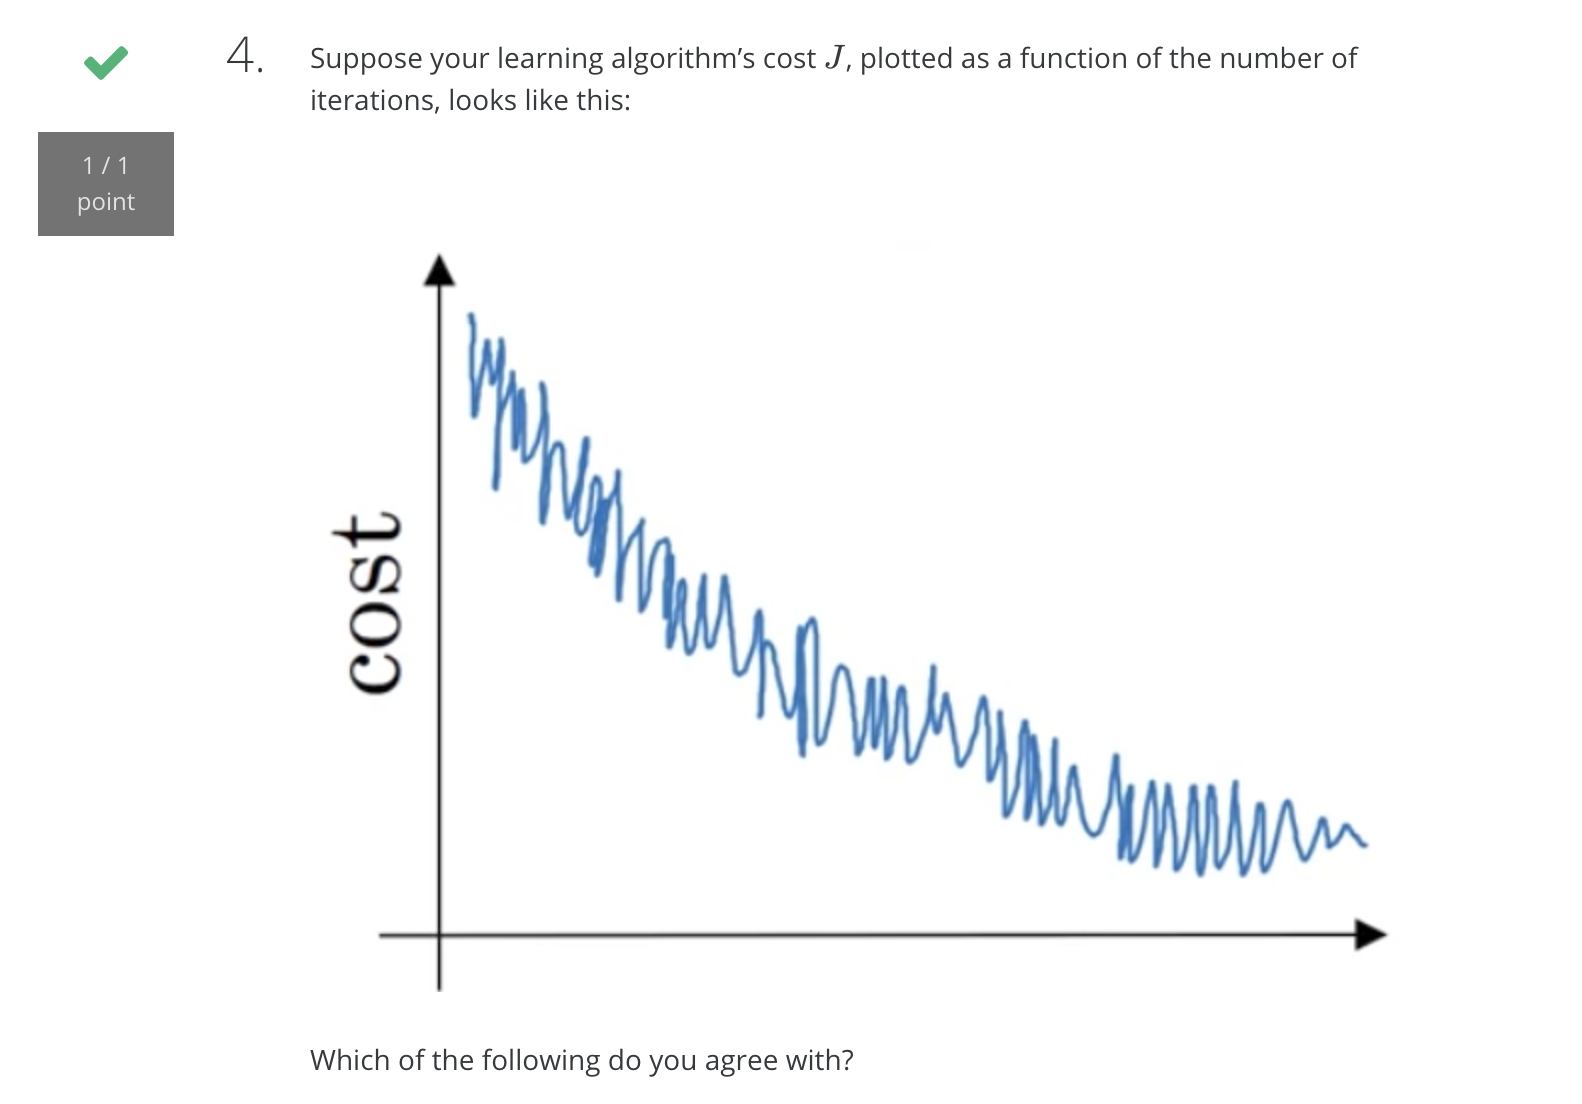 4.
Suppose your learning algorithm’s cost J, plotted as a function of the number of
iterations, looks like this:
1 / 1
point
cost
Which of the following do you agree with?